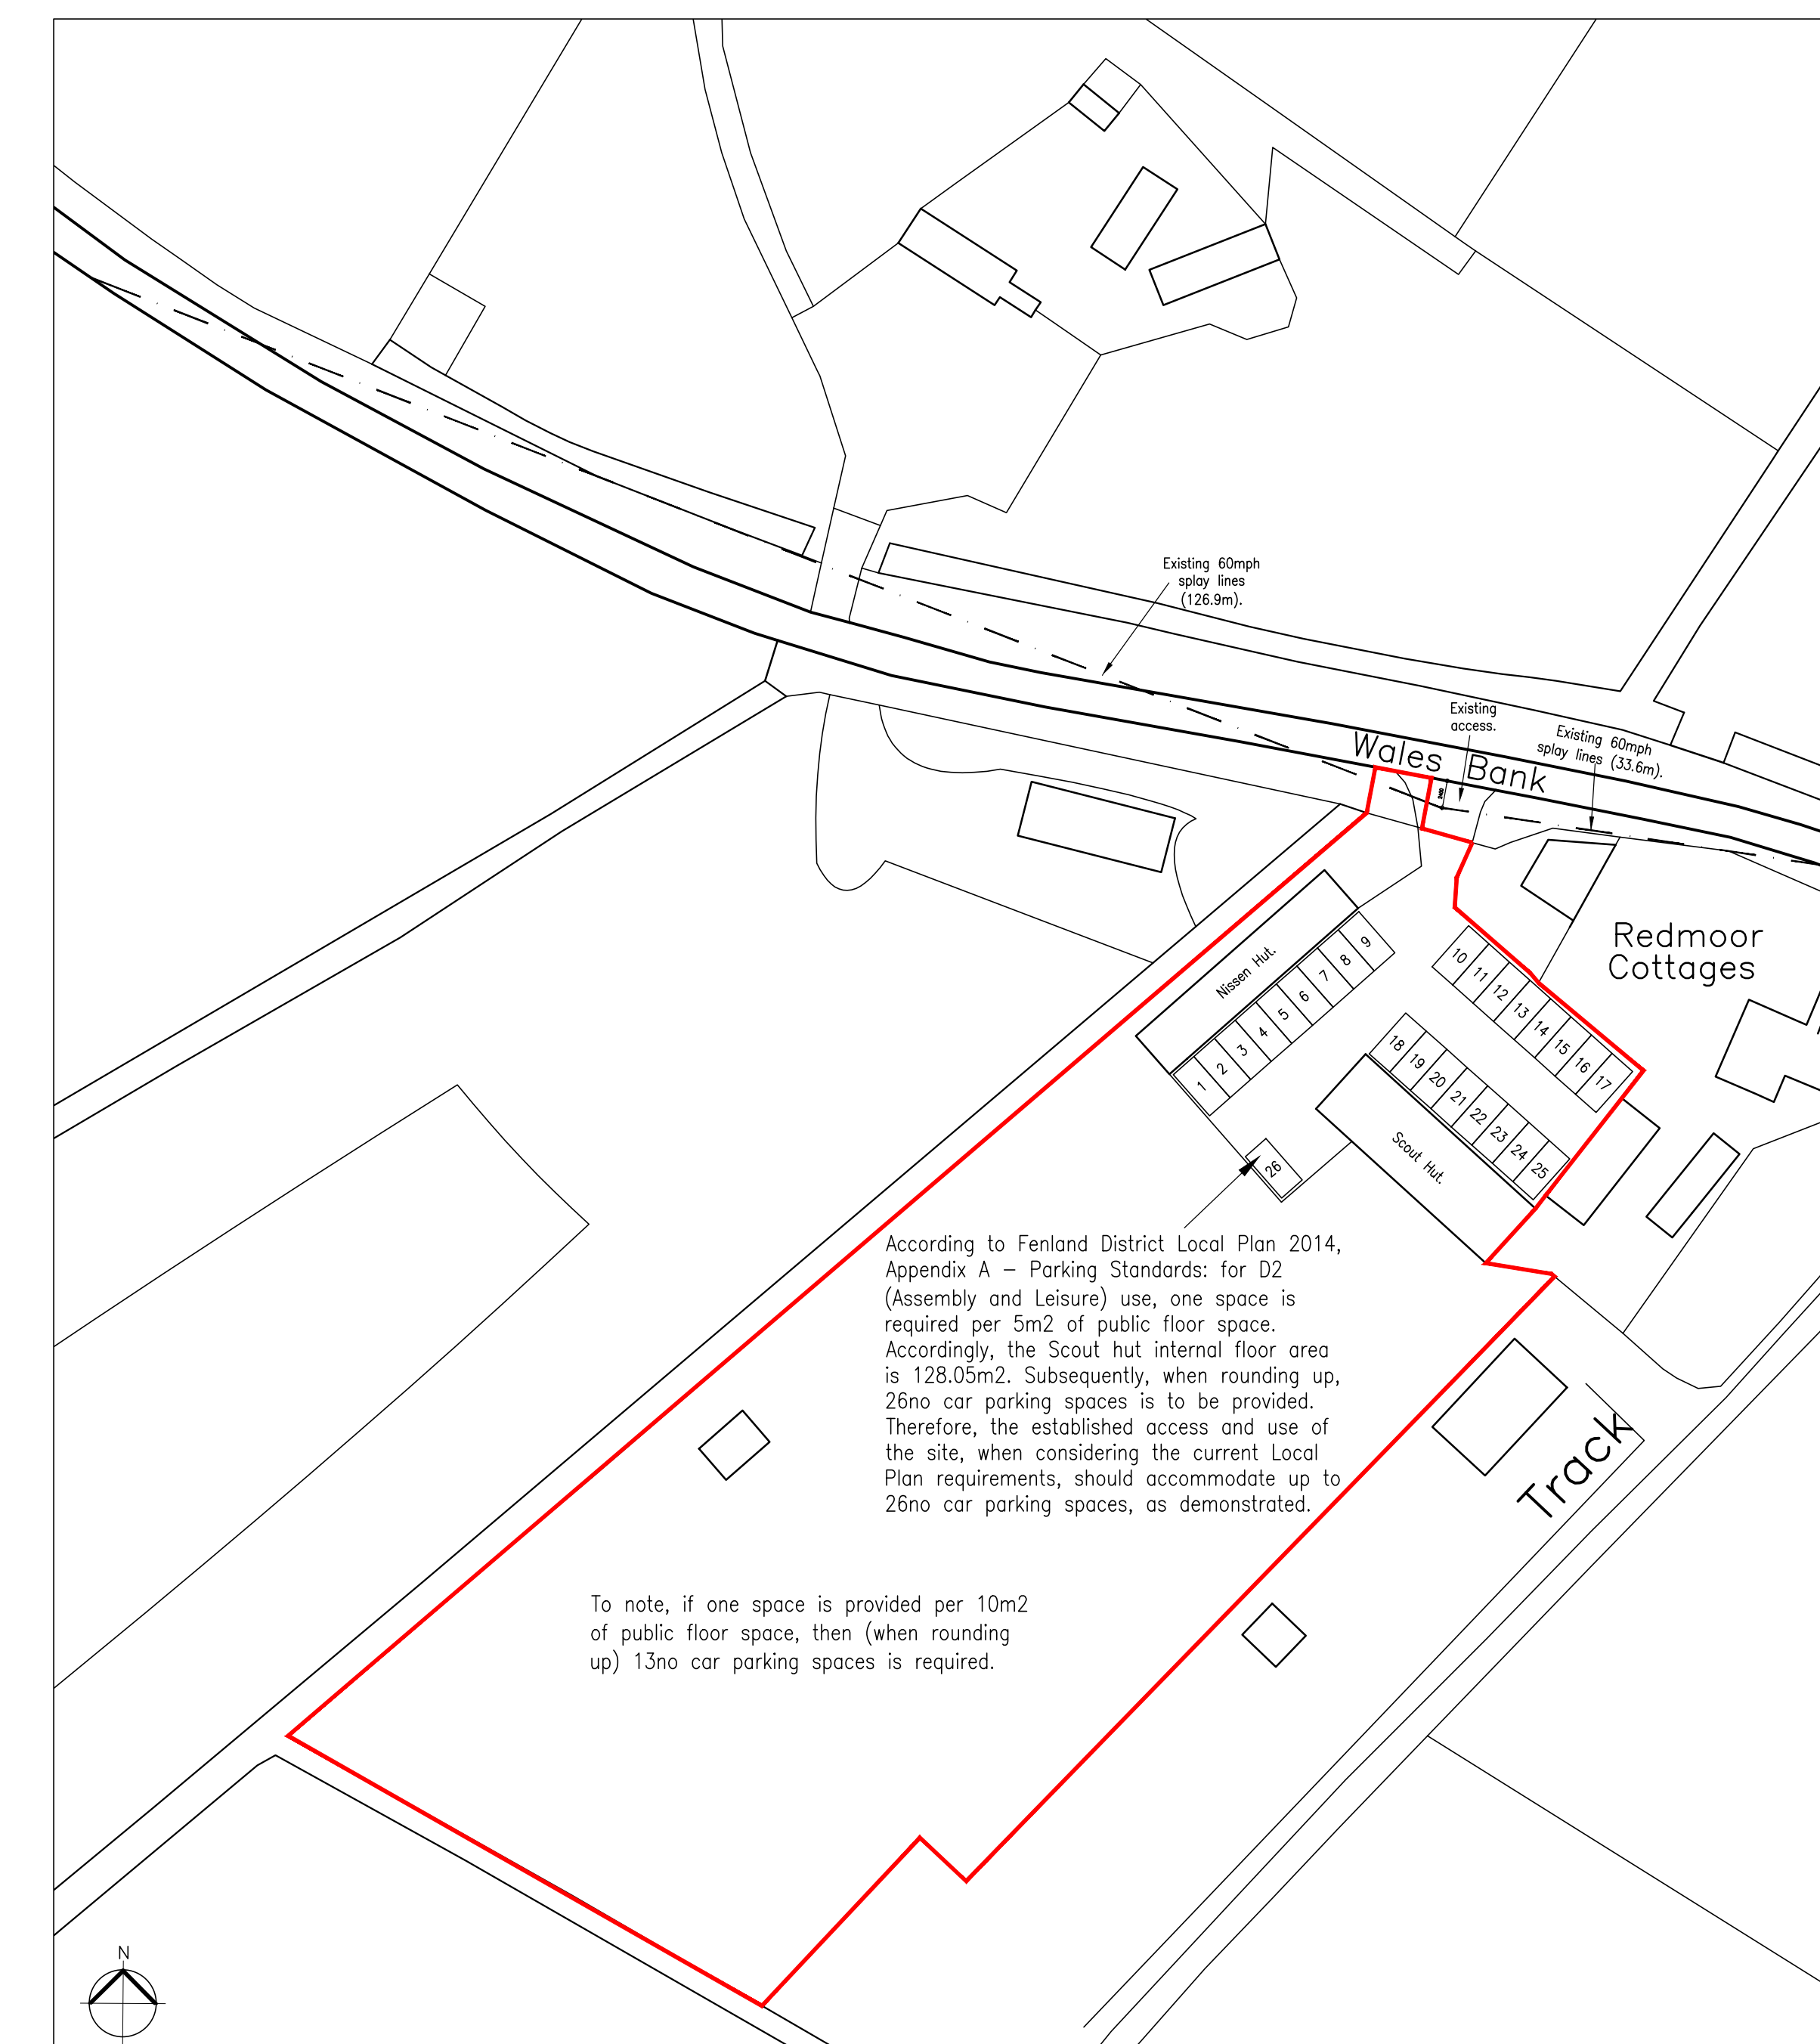 Existing 60mph
splay lines
(126.9m).
Existing
access.
Existing 60mph
splay lines (33.6m).
Wales Bank
Redmoor
Cottages
Nissen Hut.
1
2
3
4
5
6
7
8
9
10
11
12
13
14
15
16
17
18
19
20
21
22
23
24
25
Scout Hut.
26
According to Fenland District Local Plan 2014,
Appendix A – Parking Standards: for D2
(Assembly and Leisure) use, one space is
required per 5m2 of public floor space.
Accordingly, the Scout hut internal floor area
is 128.05m2. Subsequently, when rounding up,
26no car parking spaces is to be provided.
Therefore, the established access and use of
the site, when considering the current Local
Plan requirements, should accommodate up to
26no car parking spaces, as demonstrated.
Track
To note, if one space is provided per 10m2
of public floor space, then (when rounding
up) 13no car parking spaces is required.
N